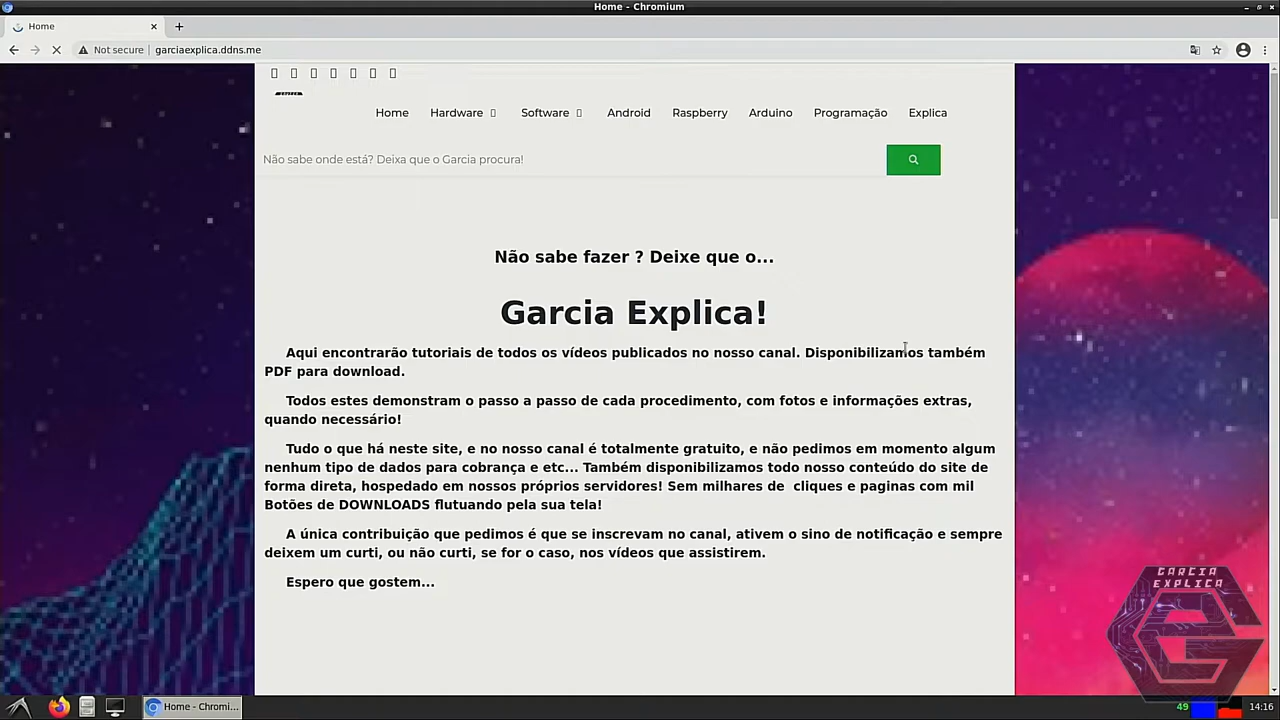 Home - Chromium
Home
Not secure garciaexplica.ddns.me
Home Hardware Software Android Raspberry Arduino Programação Explica
Não sabe onde está? Deixa que o Garcia procura!
Não sabe fazer ? Deixe que o...
Garcia Explica!
Aqui encontrarão tutoriais de todos os vídeos publicados no nosso canal. Disponibilizamos também
PDF para download.
Todos estes demonstram o passo a passo de cada procedimento, com fotos e informações extras,
quando necessário!
Tudo o que há neste site, e no nosso canal é totalmente gratuito, e não pedimos em momento algum
nenhum tipo de dados para cobrança e etc... Também disponibilizamos todo nosso conteúdo do site de
forma direta, hospedado em nossos próprios servidores! Sem milhares de  cliques e paginas com mil
Botões de DOWNLOADS flutuando pela sua tela!
A única contribuição que pedimos é que se inscrevam no canal, ativem o sino de notificação e sempre
deixem um curti, ou não curti, se for o caso, nos vídeos que assistirem.
Espero que gostem...
GARCIA
EXPLICA
Home - Chromi...
49
14:16